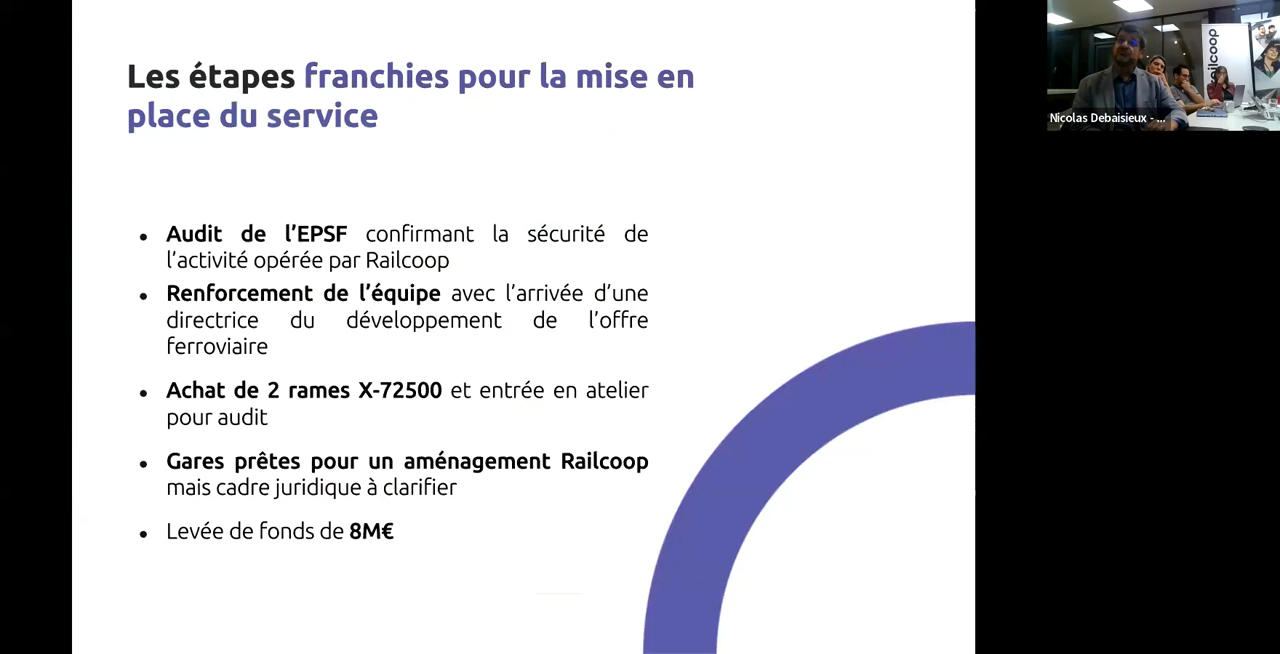 Les étapes franchies pour la mise en
place du service
• Audit de l’EPSF confirmant la sécurité de
l’activité opérée par Railcoop
• Renforcement de l’équipe avec l’arrivée d’une
directrice du développement de l’offre
ferroviaire
• Achat de 2 rames X-72500 et entrée en atelier
pour audit
• Gares prêtes pour un aménagement Railcoop
mais cadre juridique à clarifier
• Levée de fonds de 8M€
railcoop
Nicolas Debaisieux - ...